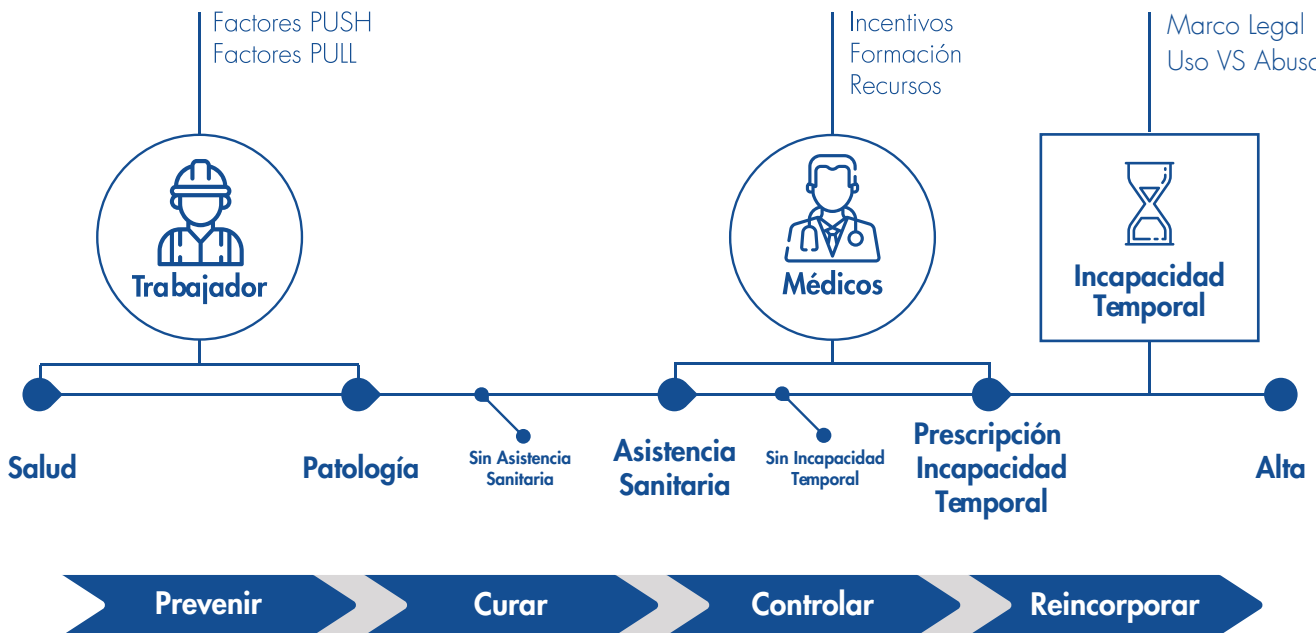 Factores PUSH
Factores PULL
Incentivos
Formación
Recursos
Marco Legal
Uso VS Abuso
Trabajador
Médicos
Incapacidad
Temporal
Salud
Patología
Sin Asistencia
Sanitaria
Asistencia
Sanitaria
Sin Incapacidad
Temporal
Prescripción
Incapacidad
Temporal
Alta
Prevenir
Curar
Controlar
Reincorporar